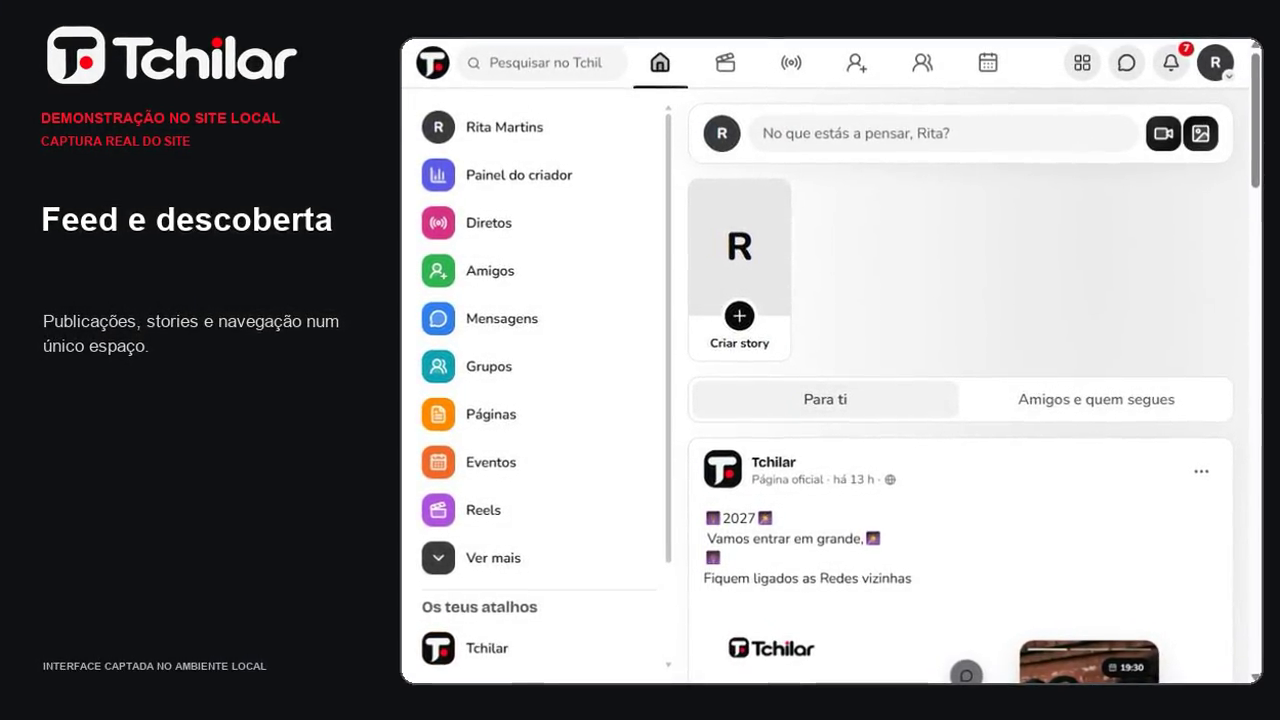 Tchilar
DEMONSTRAÇÃO NO SITE LOCAL
CAPTURA REAL DO SITE
Feed e descoberta
Publicações, stories e navegação num
único espaço.
INTERFACE CAPTADA NO AMBIENTE LOCAL
Pesquisar no Tchil
7
R
R
Rita Martins
Painel do criador
Diretos
Amigos
Mensagens
Grupos
Páginas
Eventos
Reels
Ver mais
Os teus atalhos
Tchilar
R
No que estás a pensar, Rita?
R
Criar story
Para ti
Amigos e quem segues
Tchilar
Página oficial · há 13 h ·
2027
Vamos entrar em grande,
Fiquem ligados as Redes vizinhas
Tchilar
19:30